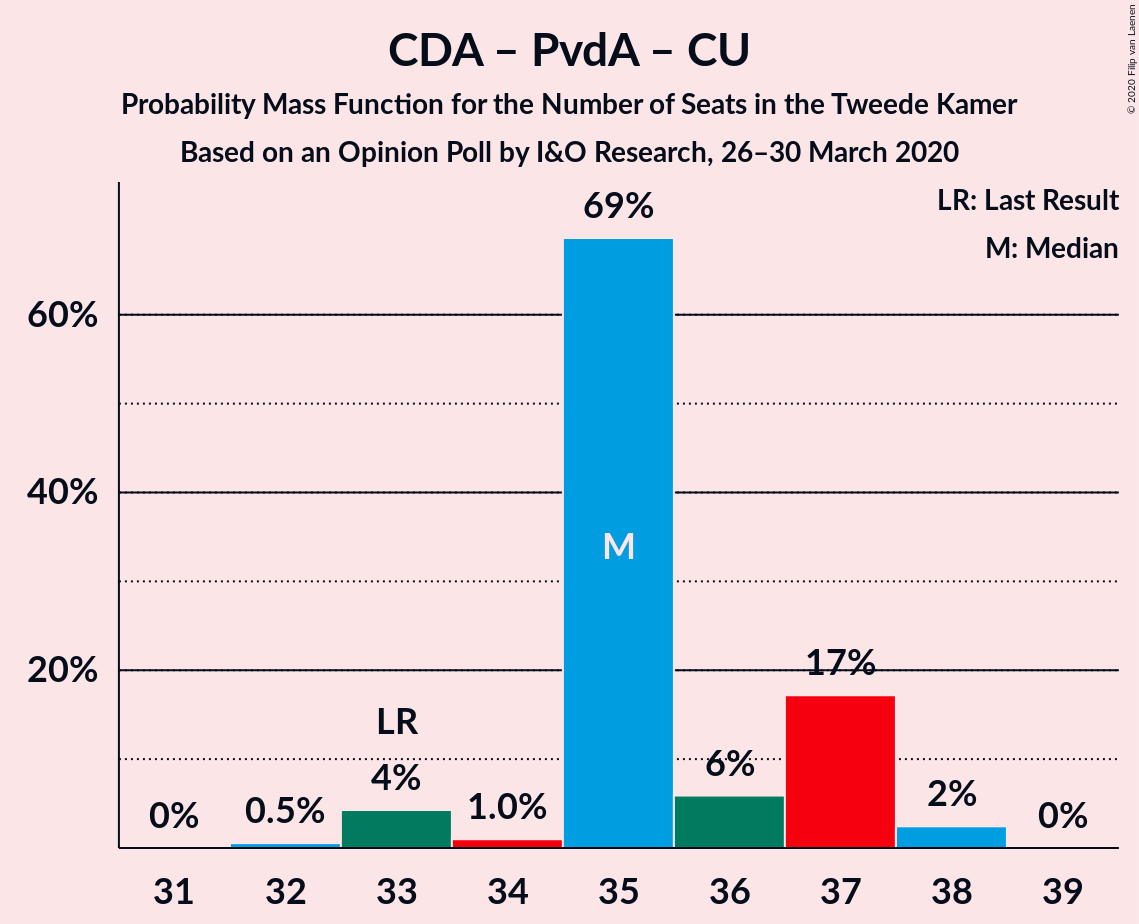 CDA – PvdA – CU
Probability Mass Function for the Number of Seats in the Tweede Kamer
Based on an Opinion Poll by I&O Research, 26–30 March 2020
© 2020 Filip van Laenen
LR: Last Result
M: Median
60%
40%
20%
0%
0.5%
LR
4%
1.0%
69%
M
6%
17%
2%
0%
31 32 33 34 35 36 37 38 39